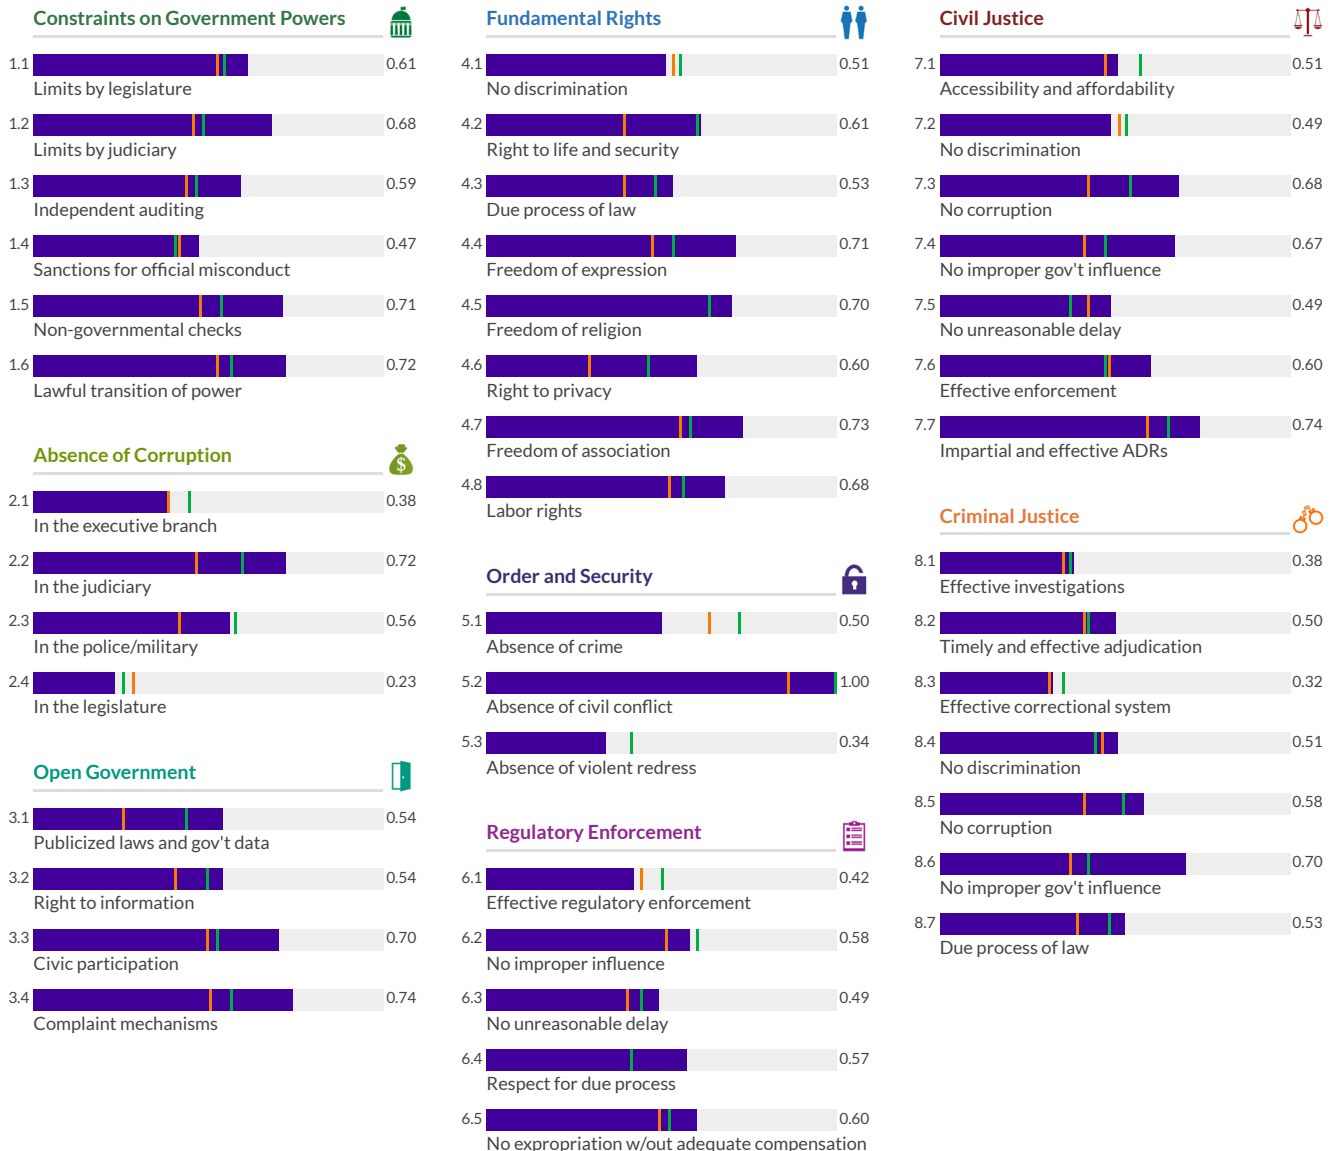 Constraints on Government Powers
1.1 0.61
Limits by legislature
1.2 0.68
Limits by judiciary
1.3 0.59
Independent auditing
1.4 0.47
Sanctions for official misconduct
1.5 0.71
Non-governmental checks
1.6 0.72
Lawful transition of power
Absence of Corruption
$
2.1 0.38
In the executive branch
2.2 0.72
In the judiciary
2.3 0.56
In the police/military
2.4 0.23
In the legislature
Open Government
3.1 0.54
Publicized laws and gov't data
3.2 0.54
Right to information
3.3 0.70
Civic participation
3.4 0.74
Complaint mechanisms
Fundamental Rights
4.1 0.51
No discrimination
4.2 0.61
Right to life and security
4.3 0.53
Due process of law
4.4 0.71
Freedom of expression
4.5 0.70
Freedom of religion
4.6 0.60
Right to privacy
4.7 0.73
Freedom of association
4.8 0.68
Labor rights
Order and Security
5.1 0.50
Absence of crime
5.2 1.00
Absence of civil conflict
5.3 0.34
Absence of violent redress
Regulatory Enforcement
6.1 0.42
Effective regulatory enforcement
6.2 0.58
No improper influence
6.3 0.49
No unreasonable delay
6.4 0.57
Respect for due process
6.5 0.60
No expropriation w/out adequate compensation
Civil Justice
7.1 0.51
Accessibility and affordability
7.2 0.49
No discrimination
7.3 0.68
No corruption
7.4 0.67
No improper gov't influence
7.5 0.49
No unreasonable delay
7.6 0.60
Effective enforcement
7.7 0.74
Impartial and effective ADRs
Criminal Justice
8.1 0.38
Effective investigations
8.2 0.50
Timely and effective adjudication
8.3 0.32
Effective correctional system
8.4 0.51
No discrimination
8.5 0.58
No corruption
8.6 0.70
No improper gov't influence
8.7 0.53
Due process of law